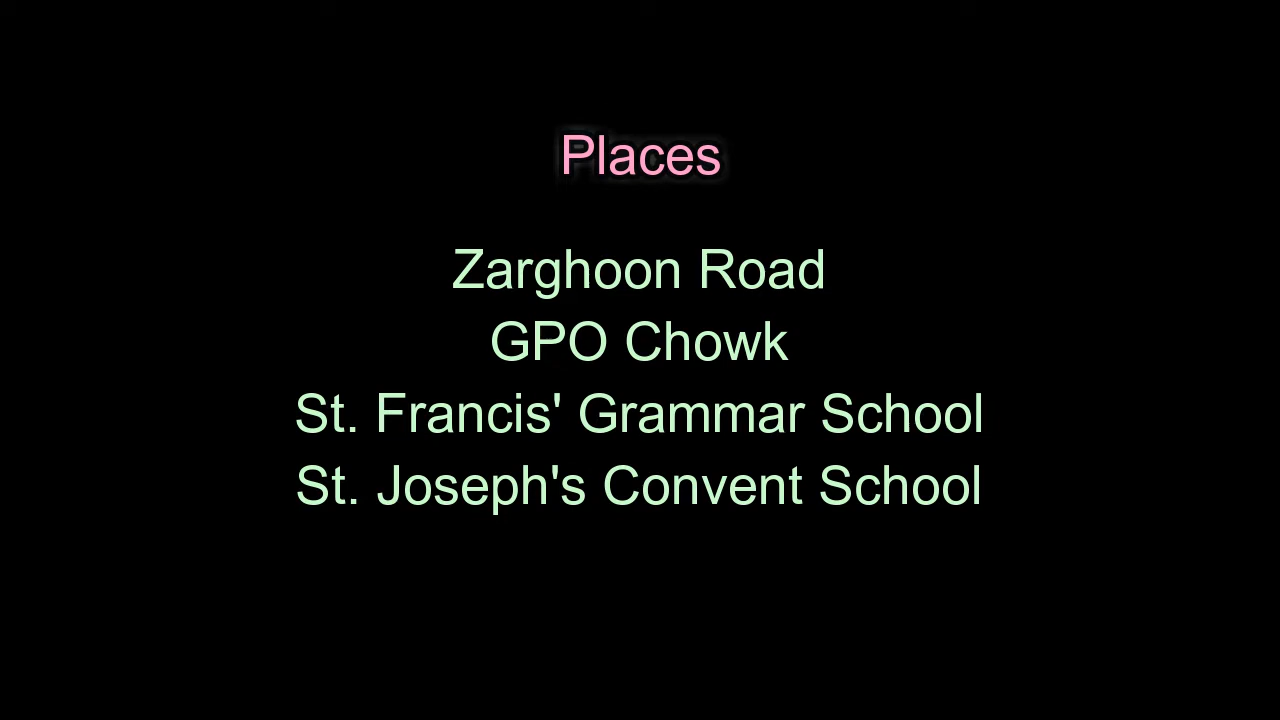 Places
Zarghoon Road
GPO Chowk
St. Francis' Grammar School
St. Joseph's Convent School